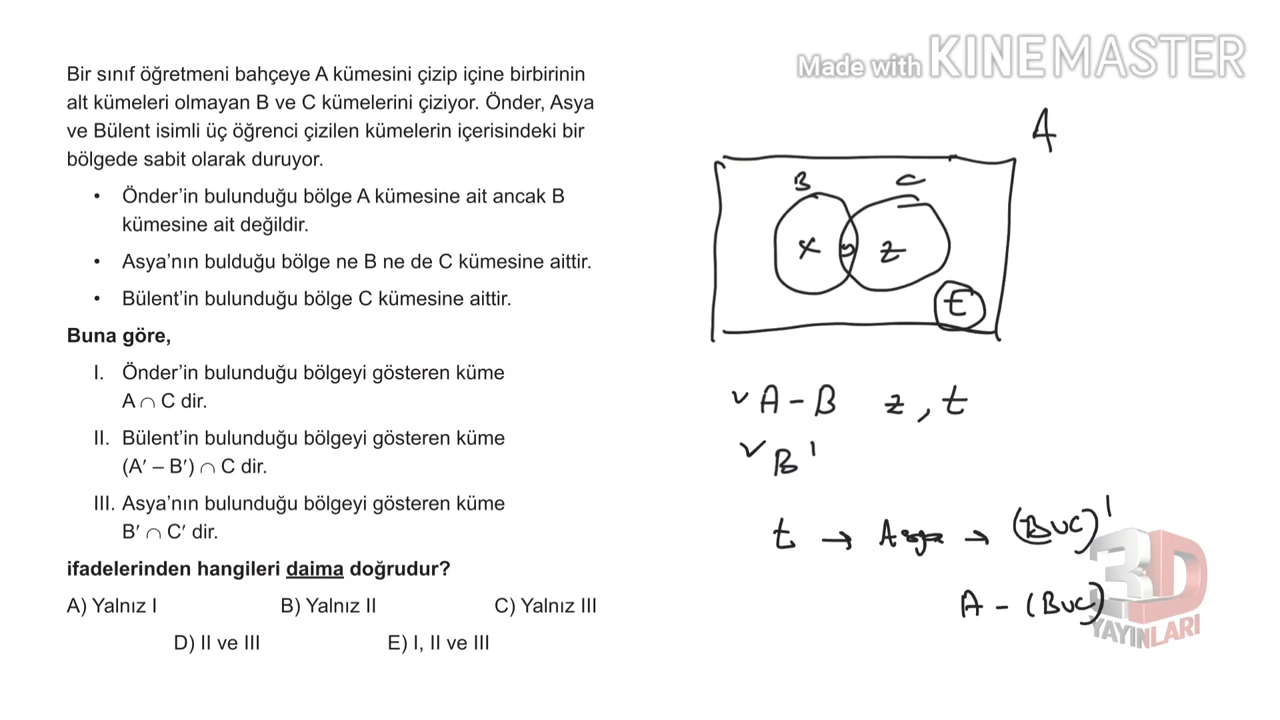 Bir sınıf öğretmeni bahçeye A kümesini çizip içine birbirinin
alt kümeleri olmayan B ve C kümelerini çiziyor. Önder, Asya
ve Bülent isimli üç öğrenci çizilen kümelerin içerisindeki bir
bölgede sabit olarak duruyor.
• Önder’in bulunduğu bölge A kümesine ait ancak B
kümesine ait değildir.
• Asya’nın bulduğu bölge ne B ne de C kümesine aittir.
• Bülent’in bulunduğu bölge C kümesine aittir.
Buna göre,
I. Önder’in bulunduğu bölgeyi gösteren küme
A ∩ C dir.
II. Bülent’in bulunduğu bölgeyi gösteren küme
(A′ – B′) ∩ C dir.
III. Asya’nın bulunduğu bölgeyi gösteren küme
B′ ∩ C′ dir.
ifadelerinden hangileri daima doğrudur?
A) Yalnız I B) Yalnız II C) Yalnız III
D) II ve III E) I, II ve III
Made with KINEMASTER
A
B C
x y z
t
✓ A - B z, t
✓ B'
t → Asya → (BUC)'
A - (BUC)
3D
YAYINLARI